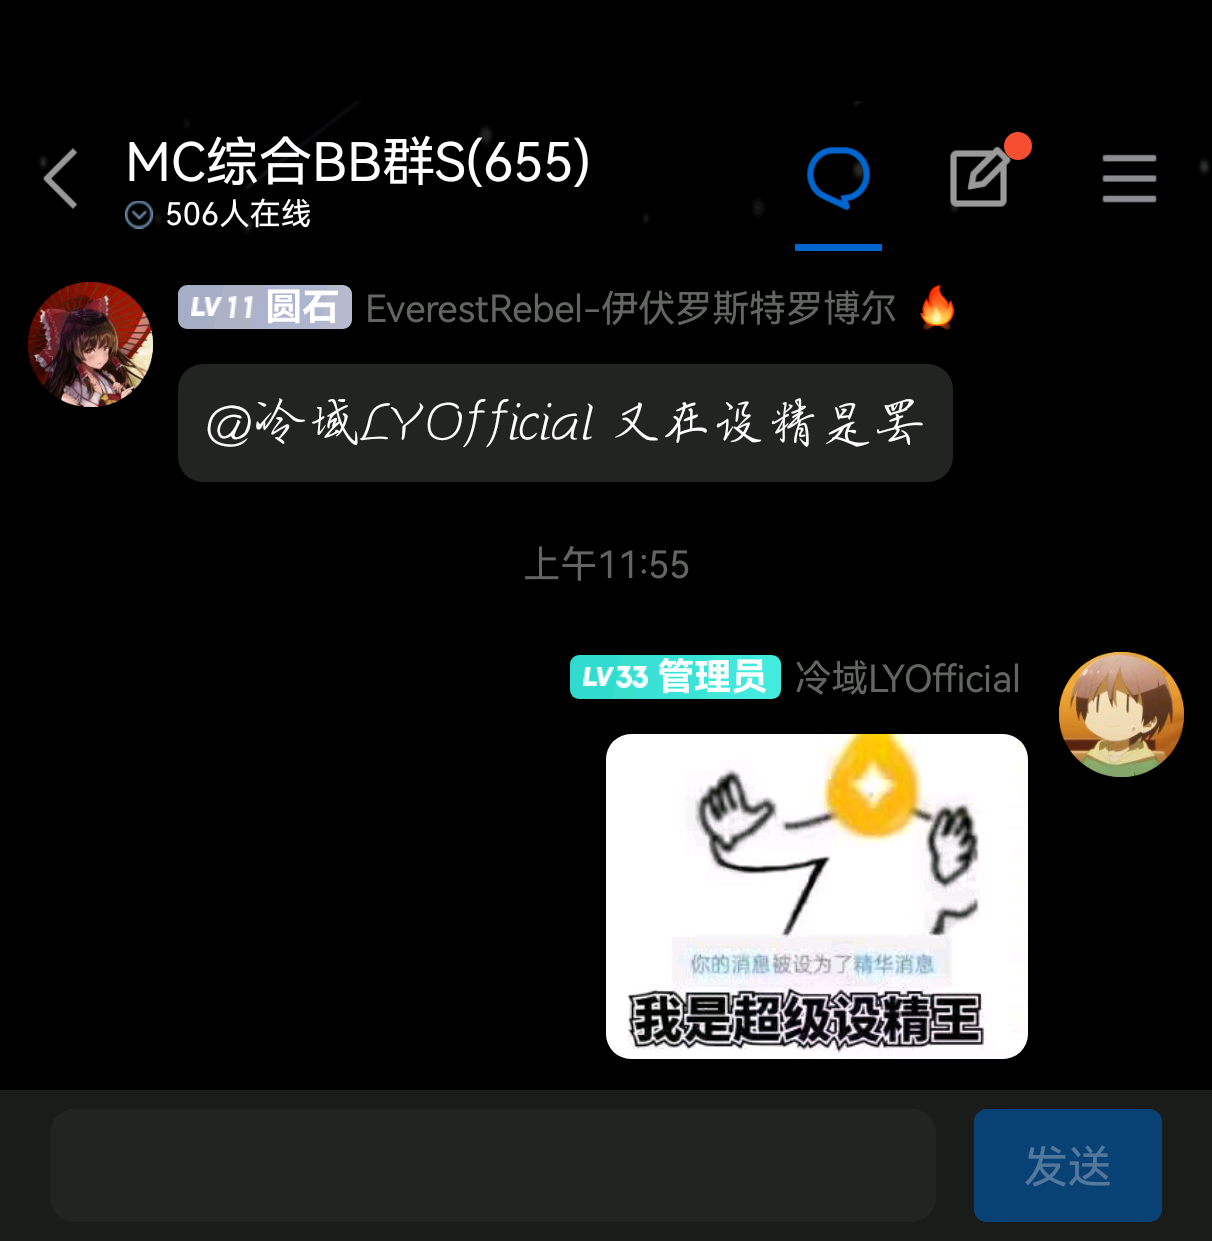 MC综合BB群S(655)
506人在线
LV11 圆石 EverestRebel-伊伏罗斯特罗博尔
@冷域LYOfficial 又在设精是罢
上午11:55
LV33 管理员 冷域LYOfficial
你的消息被设为了精华消息
我是超级设精王
发送